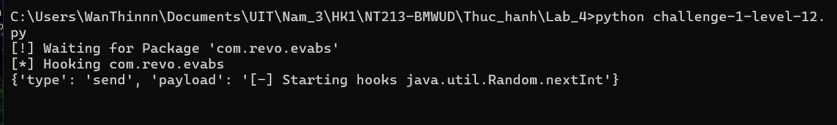 C:\Users\WanThinnn\Documents\UIT\Nam_3\HK1\NT213-BMWUD\Thuc_hanh\Lab_4>python challenge-1-level-12.
py
[!] Waiting for Package 'com.revo.evabs'
[*] Hooking com.revo.evabs
{'type': 'send', 'payload': '[-] Starting hooks java.util.Random.nextInt'}